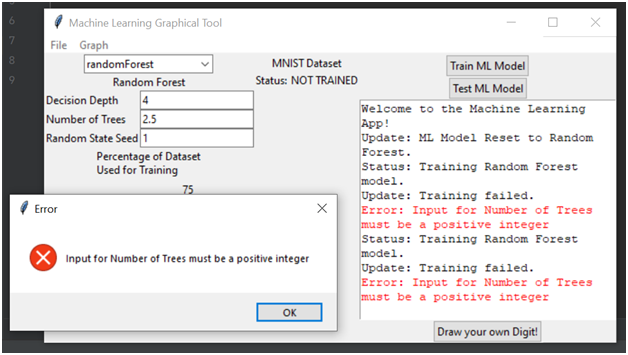 6
7
8
9
Machine Learning Graphical Tool
File Graph
randomForest
Random Forest
Decision Depth 4
Number of Trees 2.5
Random State Seed 1
Percentage of Dataset
Used for Training
75
MNIST Dataset
Status: NOT TRAINED
Train ML Model
Test ML Model
Welcome to the Machine Learning
App!
Update: ML Model Reset to Random
Forest.
Status: Training Random Forest
model.
Update: Training failed.
Error: Input for Number of Trees
must be a positive integer
Status: Training Random Forest
model.
Update: Training failed.
Error: Input for Number of Trees
must be a positive integer
Draw your own Digit!
Error
Input for Number of Trees must be a positive integer
OK